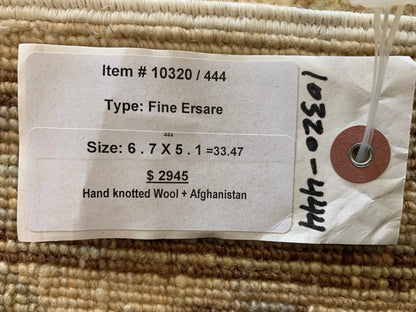 Item # 10320 / 444
Type: Fine Ersare
444
Size: 6 . 7 X 5 . 1 =33.47
$ 2945
Hand knotted Wool + Afghanistan
10320-444